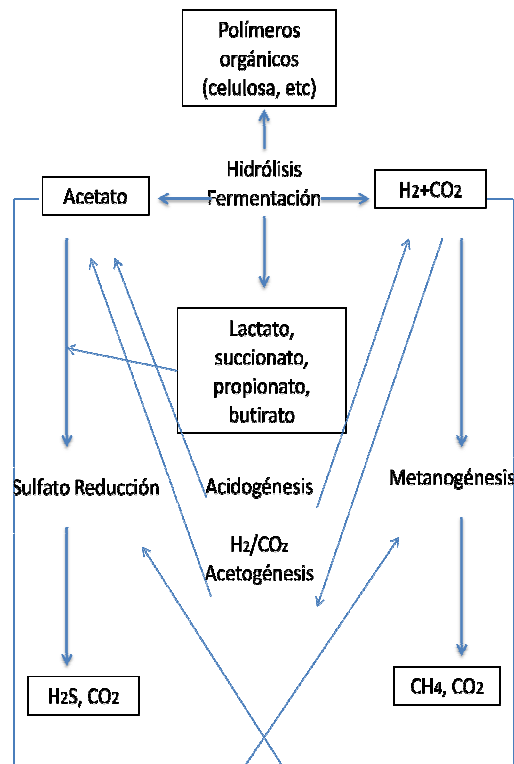 Polímeros
orgánicos
(celulosa, etc)
Hidrólisis
Fermentación
Acetato
H2+CO2
Lactato,
succionato,
propionato,
butirato
Sulfato Reducción
Acidogénesis
Metanogénesis
H2/CO2
Acetogénesis
H2S, CO2
CH4, CO2